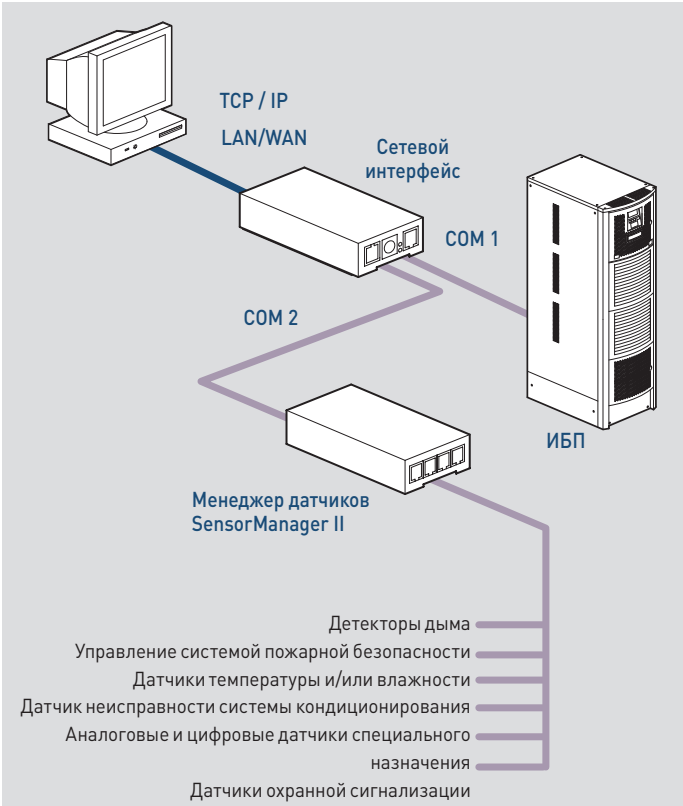 TCP / IP
LAN/WAN
Сетевой
интерфейс
COM 1
COM 2
ИБП
Менеджер датчиков
SensorManager II
Детекторы дыма
Управление системой пожарной безопасности
Датчики температуры и/или влажности
Датчик неисправности системы кондиционирования
Аналоговые и цифровые датчики специального
назначения
Датчики охранной сигнализации